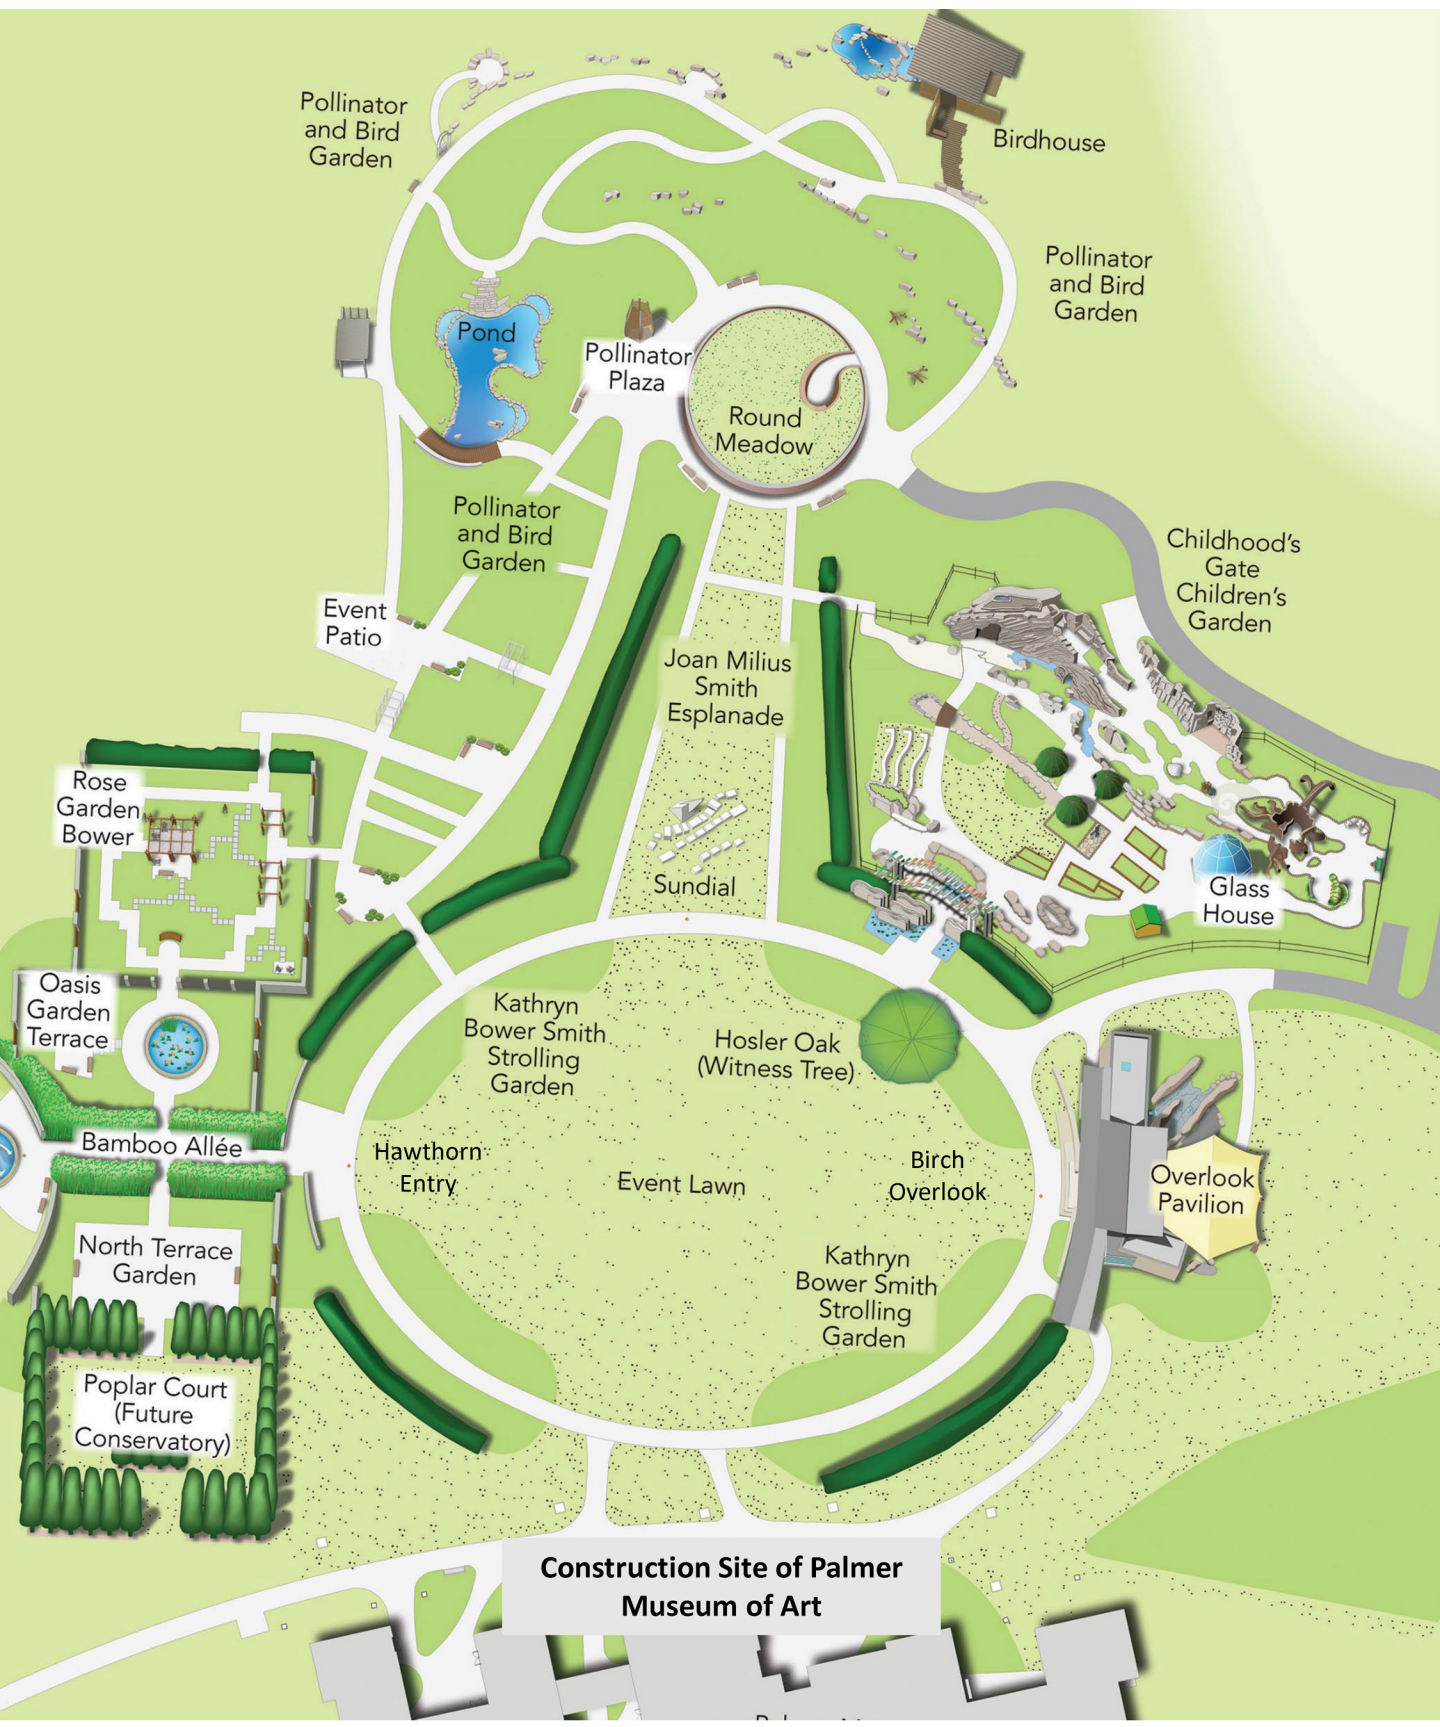 Pollinator
and Bird
Garden
Birdhouse
Pollinator
and Bird
Garden
Pond
Pollinator
Plaza
Round
Meadow
Pollinator
and Bird
Garden
Childhood's
Gate
Children's
Garden
Event
Patio
Joan Milius
Smith
Esplanade
Rose
Garden
Bower
Sundial
Glass
House
Oasis
Garden
Terrace
Kathryn
Bower Smith
Strolling
Garden
Hosler Oak
(Witness Tree)
Bamboo Allée
Hawthorn
Entry
Event Lawn
Birch
Overlook
Overlook
Pavilion
North Terrace
Garden
Kathryn
Bower Smith
Strolling
Garden
Poplar Court
(Future
Conservatory)
Construction Site of Palmer
Museum of Art